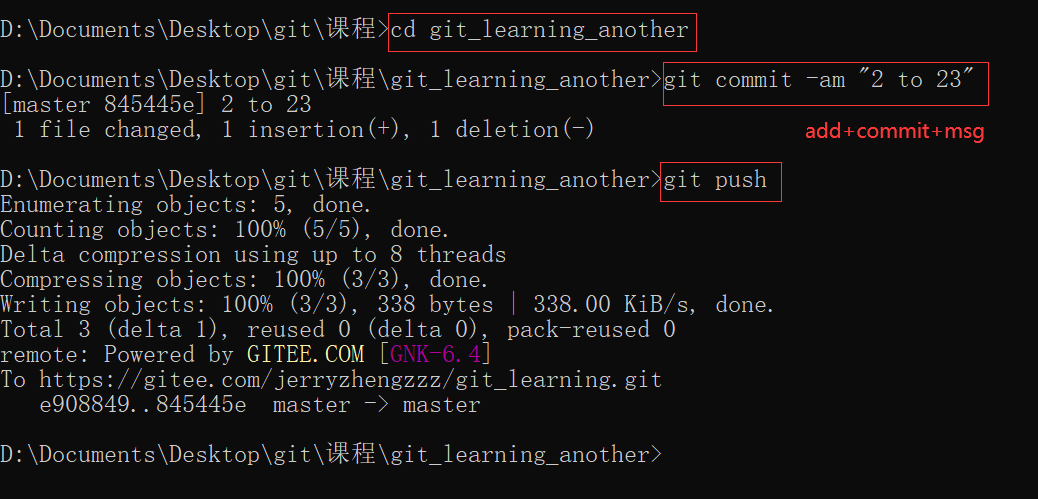 D:\Documents\Desktop\git\课程>cd git_learning_another
D:\Documents\Desktop\git\课程\git_learning_another>git commit -am "2 to 23"
[master 845445e] 2 to 23
1 file changed, 1 insertion(+), 1 deletion(-)
add+commit+msg
D:\Documents\Desktop\git\课程\git_learning_another>git push
Enumerating objects: 5, done.
Counting objects: 100% (5/5), done.
Delta compression using up to 8 threads
Compressing objects: 100% (3/3), done.
Writing objects: 100% (3/3), 338 bytes | 338.00 KiB/s, done.
Total 3 (delta 1), reused 0 (delta 0), pack-reused 0
remote: Powered by GITEE.COM [GNK-6.4]
To https://gitee.com/jerryzhengzzz/git_learning.git
e908849..845445e  master -> master
D:\Documents\Desktop\git\课程\git_learning_another>